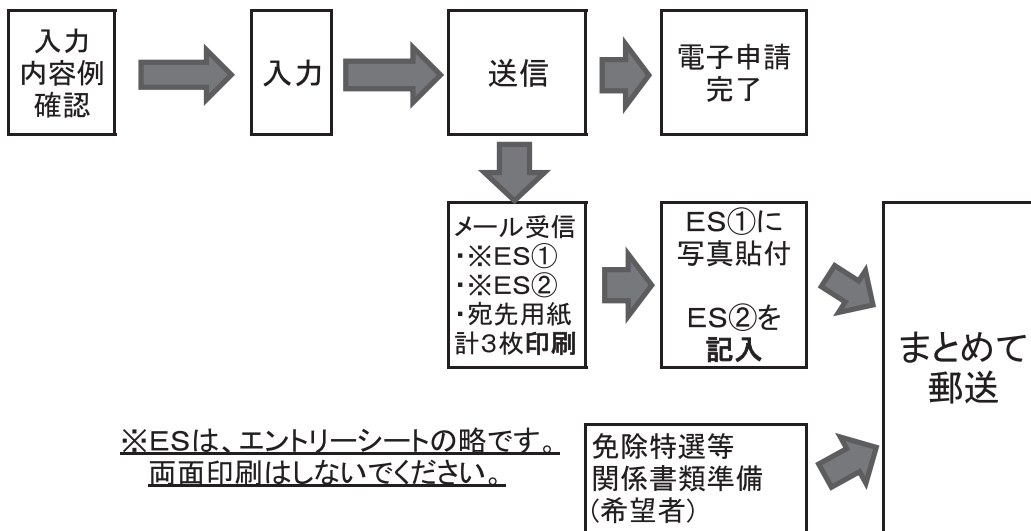 入力
内容例
確認
入力
送信
電子申請
完了
メール受信
・※ES①
・※ES②
・宛先用紙
計3枚印刷
ES①に
写真貼付
ES②を
記入
まとめて
郵送
※ESは、エントリーシートの略です。
両面印刷はしないでください。
免除特選等
関係書類準備
(希望者)